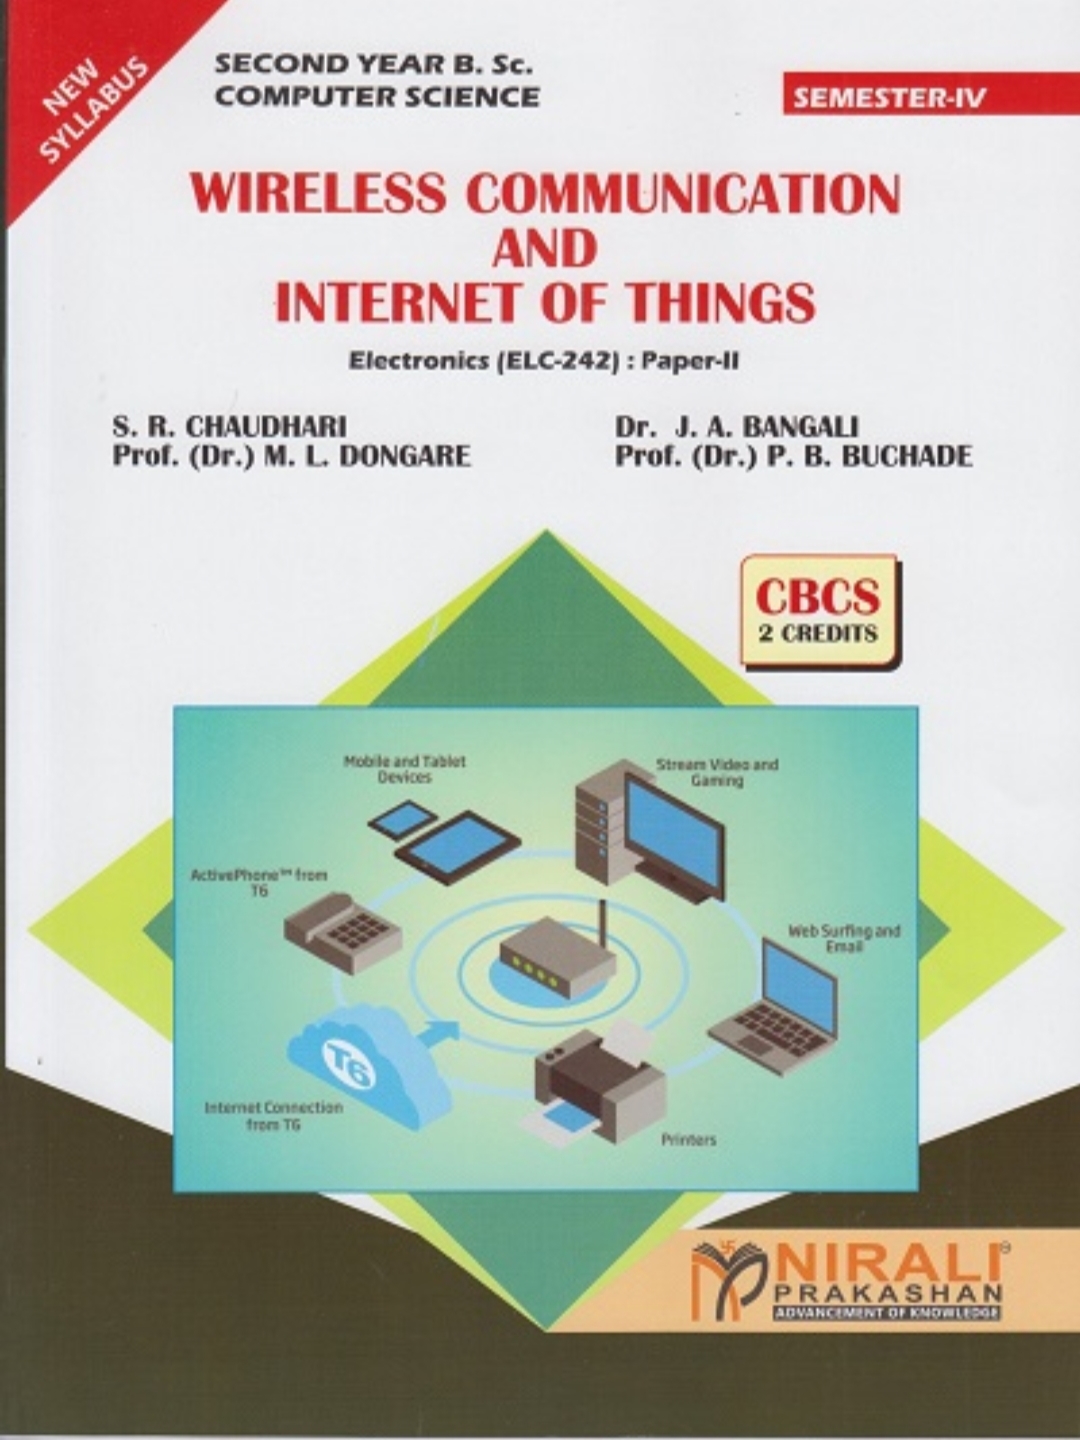 NEW
SYLLABUS
SECOND YEAR B. Sc.
COMPUTER SCIENCE
SEMESTER-IV
WIRELESS COMMUNICATION
AND
INTERNET OF THINGS
Electronics (ELC-242) : Paper-II
S. R. CHAUDHARI
Prof. (Dr.) M. L. DONGARE
Dr. J. A. BANGALI
Prof. (Dr.) P. B. BUCHADE
CBCS
2 CREDITS
Mobile and Tablet
Devices
Stream Video and
Gaming
ActivePhone™ from
T6
Web Surfing and
Email
T6
Internet Connection
from T6
Printers
NIRALI
PRAKASHAN
ADVANCEMENT OF KNOWLEDGE